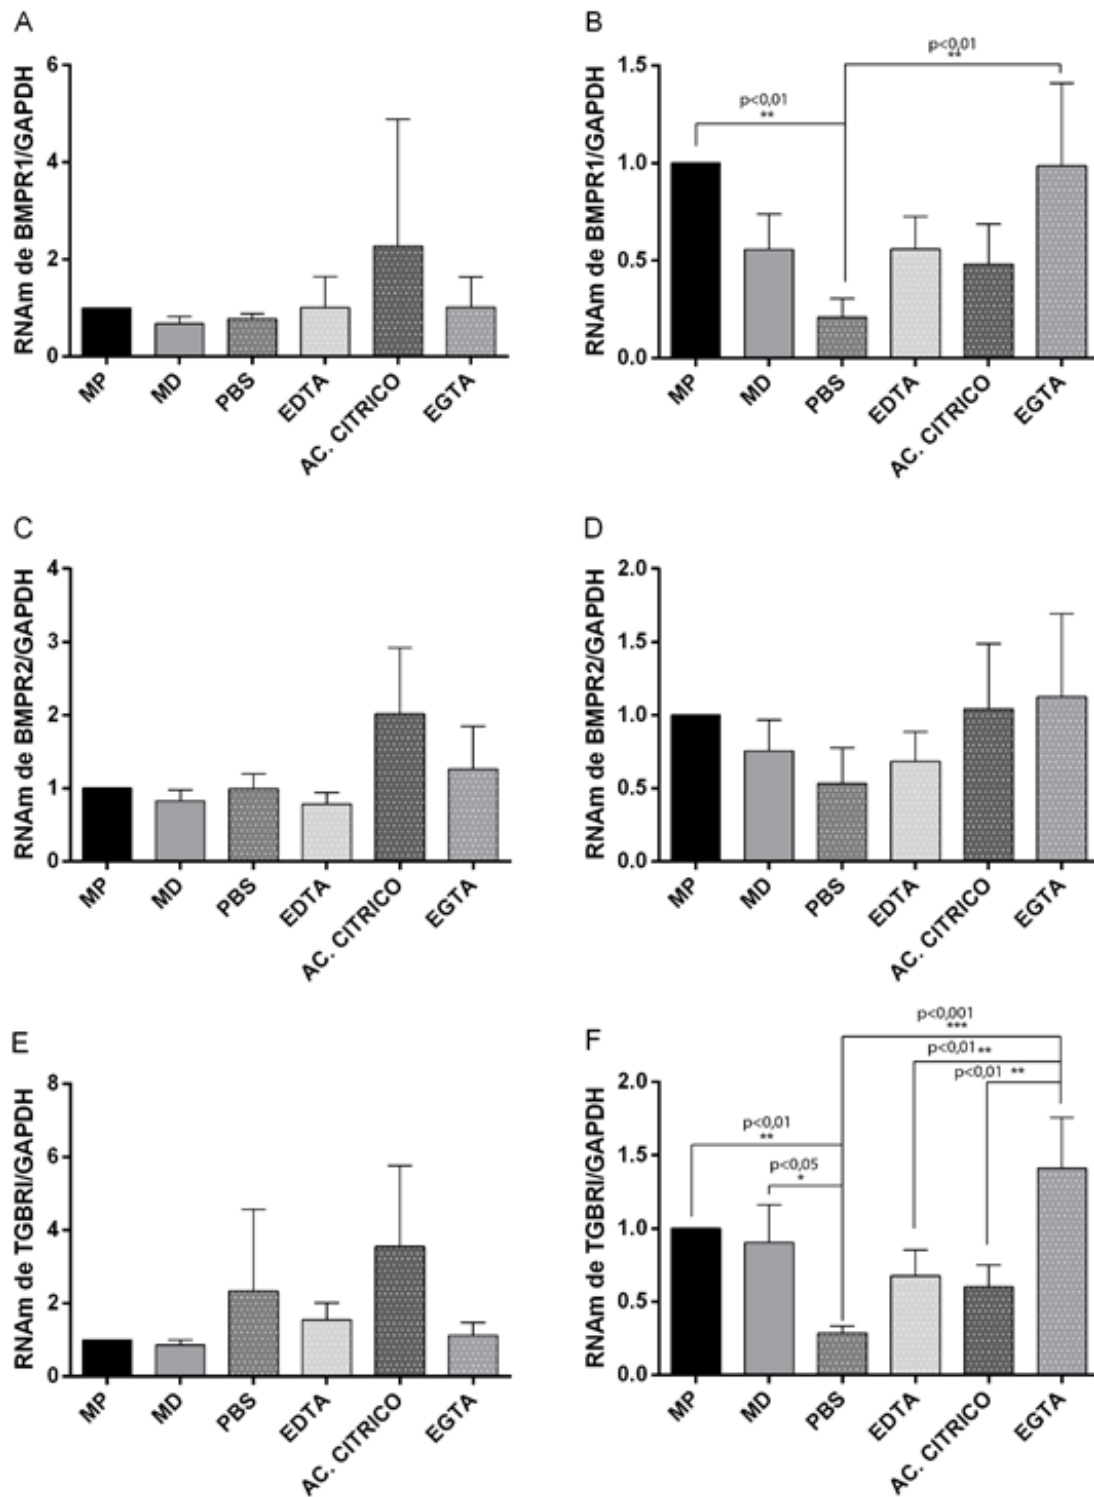 A
RNAm de BMPR1/GAPDH
6
4
2
0
MP
MD
PBS
EDTA
AC. CITRICO
EGTA
B
RNAm de BMPR1/GAPDH
1.5
1.0
0.5
0.0
p<0,01
**
p<0,01
**
MP
MD
PBS
EDTA
AC. CITRICO
EGTA
C
RNAm de BMPR2/GAPDH
4
3
2
1
0
MP
MD
PBS
EDTA
AC. CITRICO
EGTA
D
RNAm de BMPR2/GAPDH
2.0
1.5
1.0
0.5
0.0
MP
MD
PBS
EDTA
AC. CITRICO
EGTA
E
RNAm de TGBRI/GAPDH
8
6
4
2
0
MP
MD
PBS
EDTA
AC. CITRICO
EGTA
F
RNAm de TGBRI/GAPDH
2.0
1.5
1.0
0.5
0.0
p<0,001
***
p<0,01 **
p<0,01 **
p<0,01
**
p<0,05
*
MP
MD
PBS
EDTA
AC. CITRICO
EGTA